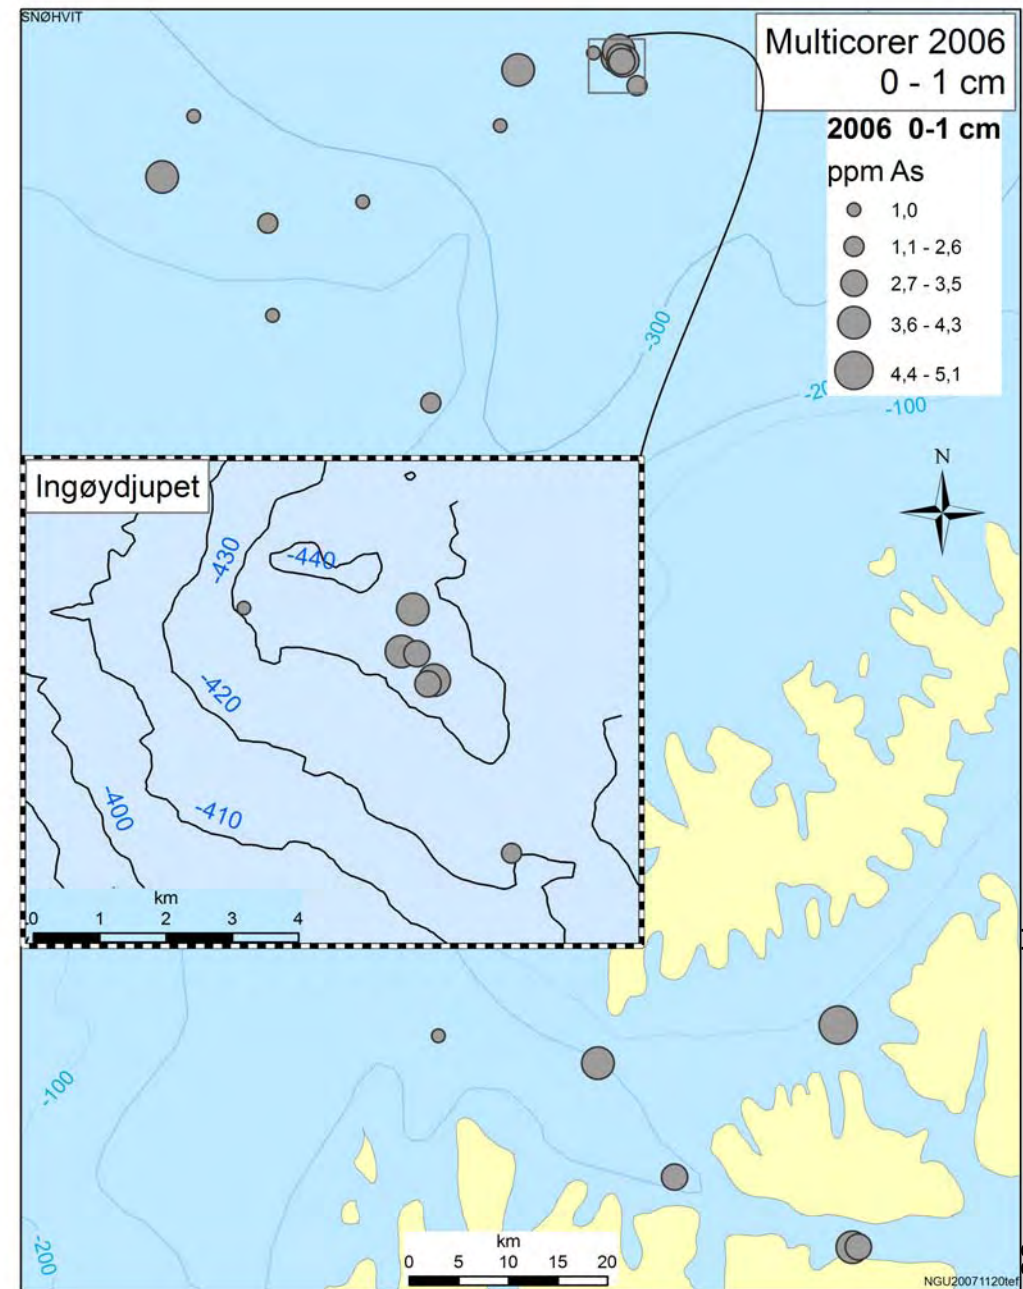 SNØHVIT
Multicorer 2006
0 - 1 cm
2006 0-1 cm
ppm As
1,0
1,1 - 2,6
2,7 - 3,5
3,6 - 4,3
4,4 - 5,1
-300
-100
N
Ingøydjupet
-430
-440
-420
-410
-400
km
0 1 2 3 4
-100
-200
km
0 5 10 15 20
NGU20071120tef